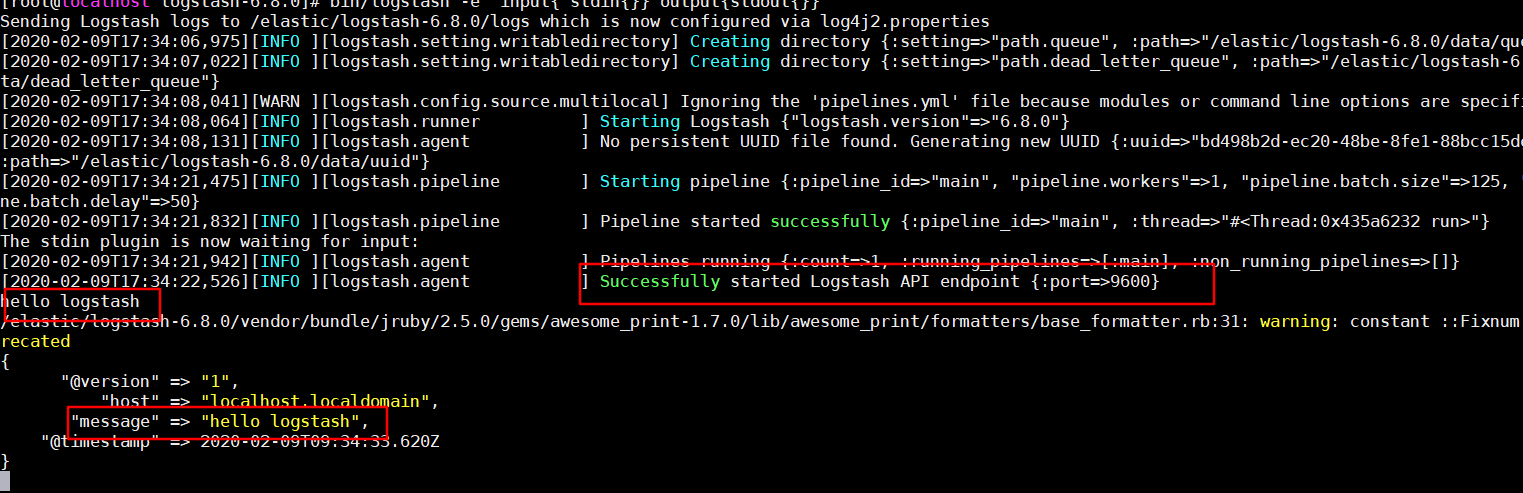 [root@localhost logstash-6.8.0]# bin/logstash -e 'input{ stdin{}} output{stdout{}}'
Sending Logstash logs to /elastic/logstash-6.8.0/logs which is now configured via log4j2.properties
[2020-02-09T17:34:06,975][INFO ][logstash.setting.writabledirectory] Creating directory {:setting=>"path.queue", :path=>"/elastic/logstash-6.8.0/data/que
[2020-02-09T17:34:07,022][INFO ][logstash.setting.writabledirectory] Creating directory {:setting=>"path.dead_letter_queue", :path=>"/elastic/logstash-6
ta/dead_letter_queue"}
[2020-02-09T17:34:08,041][WARN ][logstash.config.source.multilocal] Ignoring the 'pipelines.yml' file because modules or command line options are specifi
[2020-02-09T17:34:08,064][INFO ][logstash.runner          ] Starting Logstash {"logstash.version"=>"6.8.0"}
[2020-02-09T17:34:08,131][INFO ][logstash.agent           ] No persistent UUID file found. Generating new UUID {:uuid=>"bd498b2d-ec20-48be-8fe1-88bcc15d
:path=>"/elastic/logstash-6.8.0/data/uuid"}
[2020-02-09T17:34:21,475][INFO ][logstash.pipeline        ] Starting pipeline {:pipeline_id=>"main", "pipeline.workers"=>1, "pipeline.batch.size"=>125, "
ne.batch.delay"=>50}
[2020-02-09T17:34:21,832][INFO ][logstash.pipeline        ] Pipeline started successfully {:pipeline_id=>"main", :thread=>"#<Thread:0x435a6232 run>"}
The stdin plugin is now waiting for input:
[2020-02-09T17:34:21,942][INFO ][logstash.agent           ] Pipelines running {:count=>1, :running_pipelines=>[:main], :non_running_pipelines=>[]}
[2020-02-09T17:34:22,526][INFO ][logstash.agent           ] Successfully started Logstash API endpoint {:port=>9600}
hello logstash
/elastic/logstash-6.8.0/vendor/bundle/jruby/2.5.0/gems/awesome_print-1.7.0/lib/awesome_print/formatters/base_formatter.rb:31: warning: constant ::Fixnum
recated
{
      "@version" => "1",
          "host" => "localhost.localdomain",
       "message" => "hello logstash",
    "@timestamp" => 2020-02-09T09:34:33.620Z
}